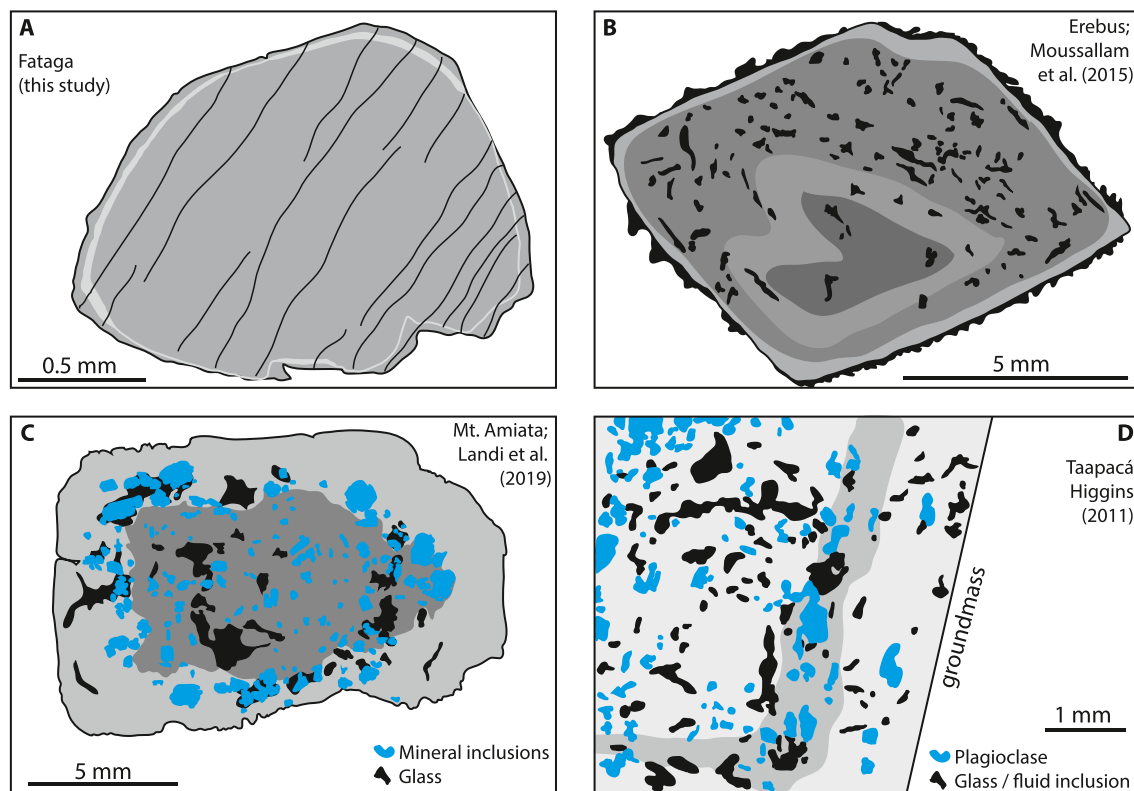 A
Fataga
(this study)
0.5 mm
B
Erebus;
Moussallam
et al. (2015)
5 mm
C
Mt. Amiata;
Landi et al.
(2019)
Mineral inclusions
Glass
5 mm
D
Taapacá
Higgins
(2011)
groundmass
1 mm
Plagioclase
Glass / fluid inclusion